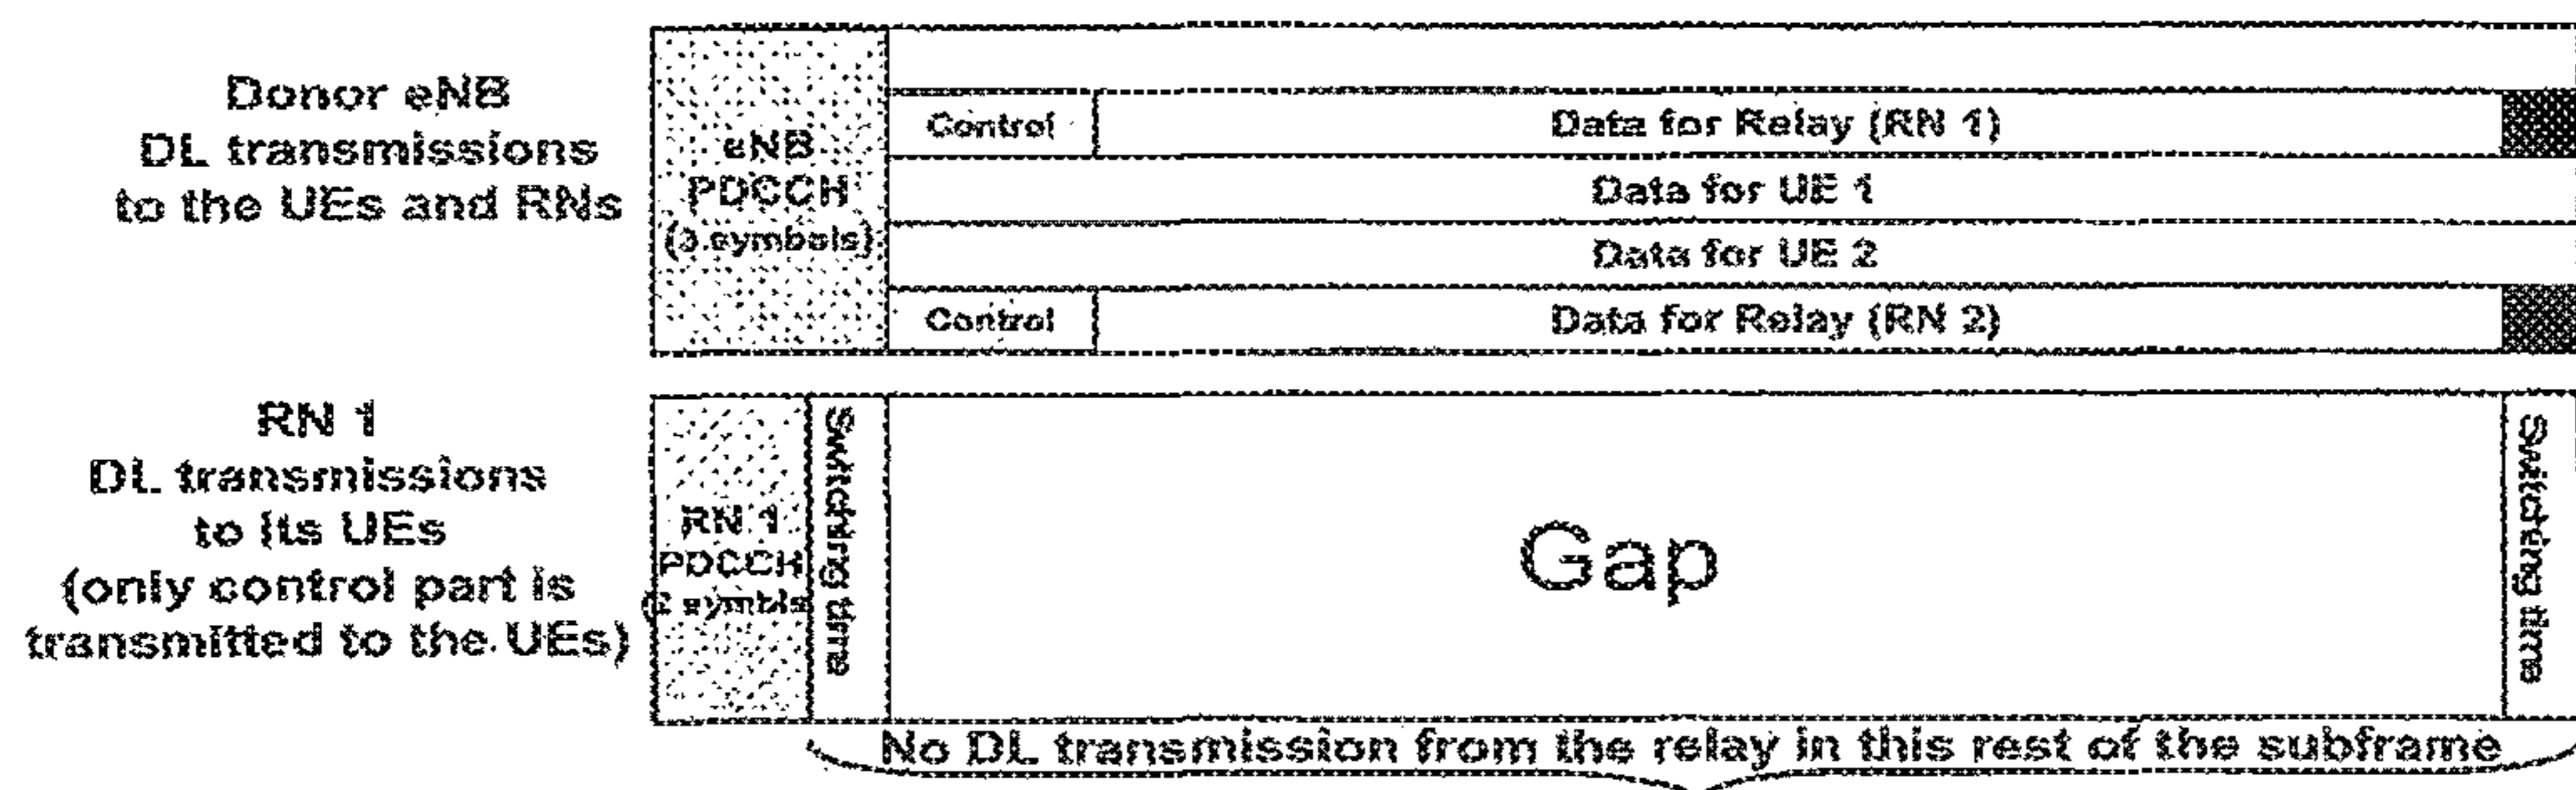 Donor eNB
DL transmissions
to the UEs and RNs
eNB
PDCCH
(3 symbols)
Control
Data for Relay (RN 1)
Data for UE 1
Data for UE 2
Control
Data for Relay (RN 2)
RN 1
DL transmissions
to its UEs
(only control part is
transmitted to the UEs)
RN 1
PDCCH
(2 symbls
Switching time
Gap
Switching time
No DL transmission from the relay in this rest of the subframe